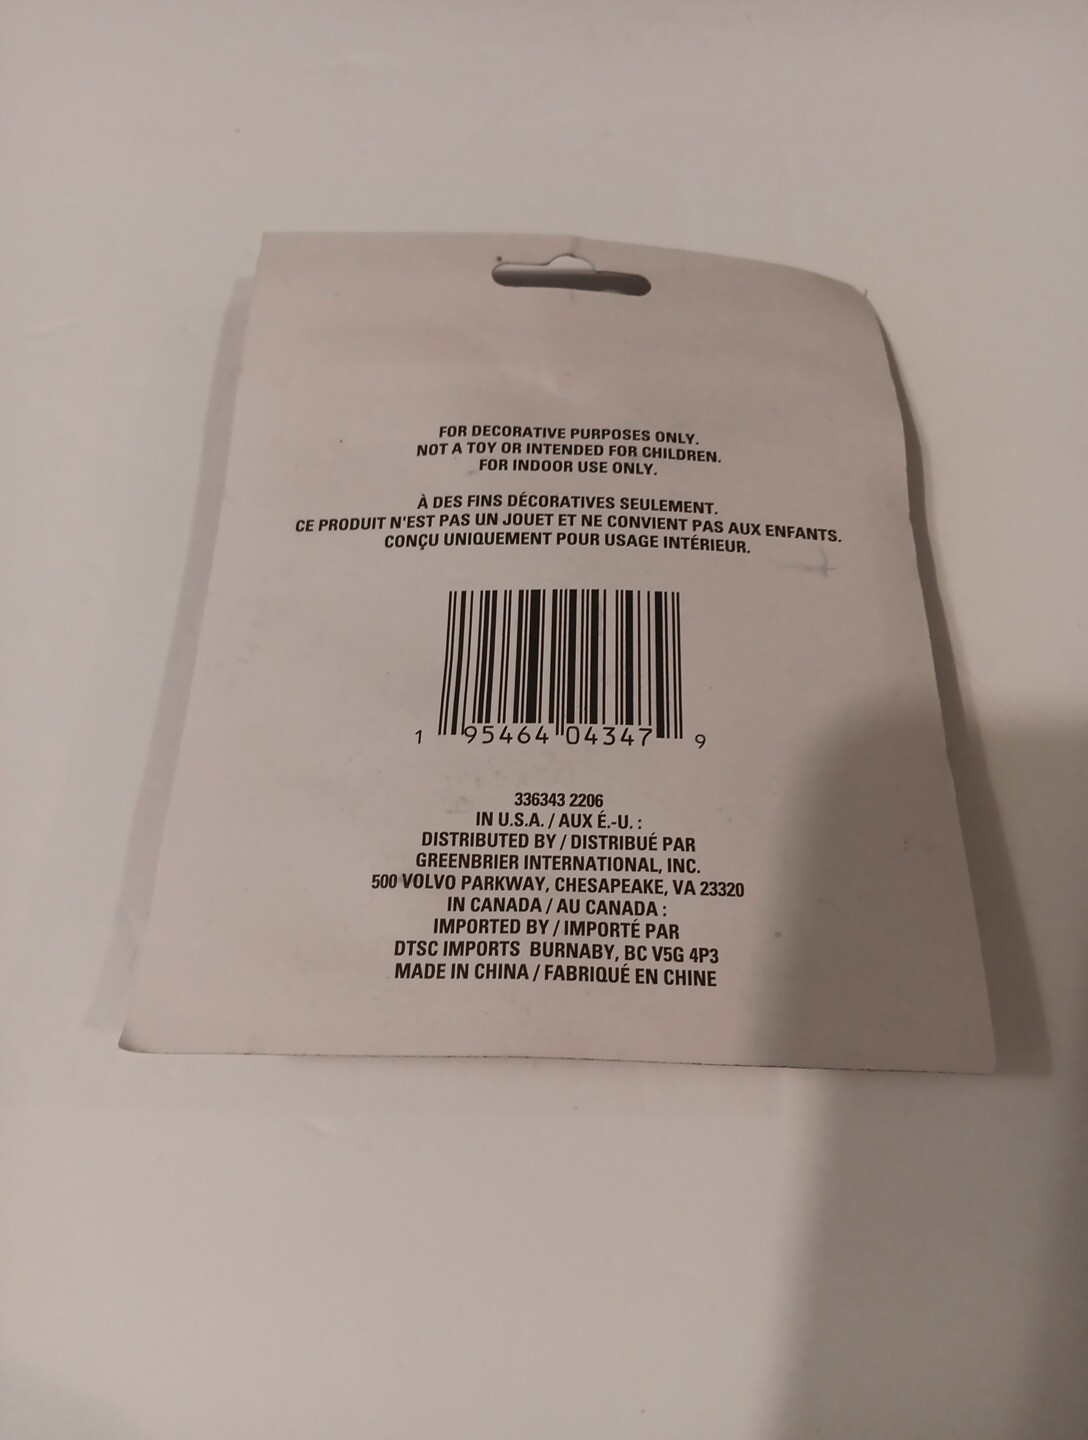 FOR DECORATIVE PURPOSES ONLY.
NOT A TOY OR INTENDED FOR CHILDREN.
FOR INDOOR USE ONLY.
À DES FINS DÉCORATIVES SEULEMENT.
CE PRODUIT N'EST PAS UN JOUET ET NE CONVIENT PAS AUX ENFANTS.
CONÇU UNIQUEMENT POUR USAGE INTÉRIEUR.
1 95464 04347 9
336343 2206
IN U.S.A. / AUX É.-U. :
DISTRIBUTED BY / DISTRIBUÉ PAR
GREENBRIER INTERNATIONAL, INC.
500 VOLVO PARKWAY, CHESAPEAKE, VA 23320
IN CANADA / AU CANADA :
IMPORTED BY / IMPORTÉ PAR
DTSC IMPORTS BURNABY, BC V5G 4P3
MADE IN CHINA / FABRIQUÉ EN CHINE